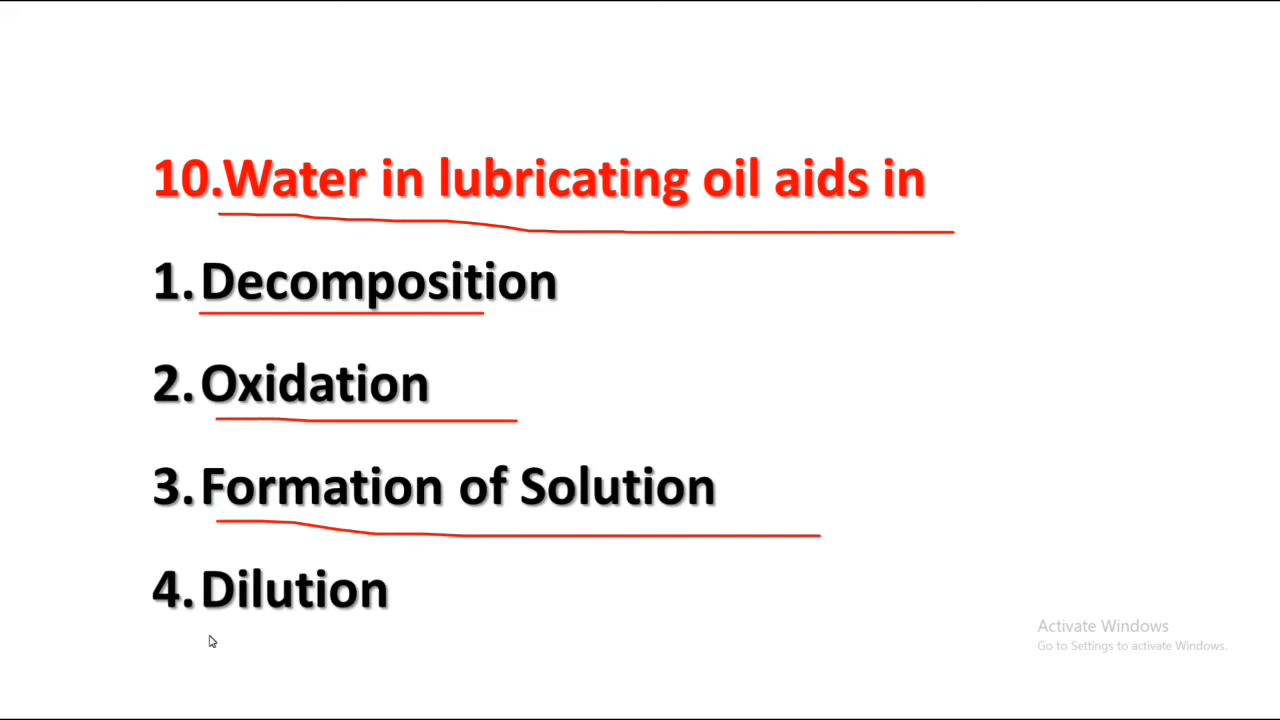 10.Water in lubricating oil aids in
1.Decomposition
2.Oxidation
3.Formation of Solution
4.Dilution
Activate Windows
Go to Settings to activate Windows.